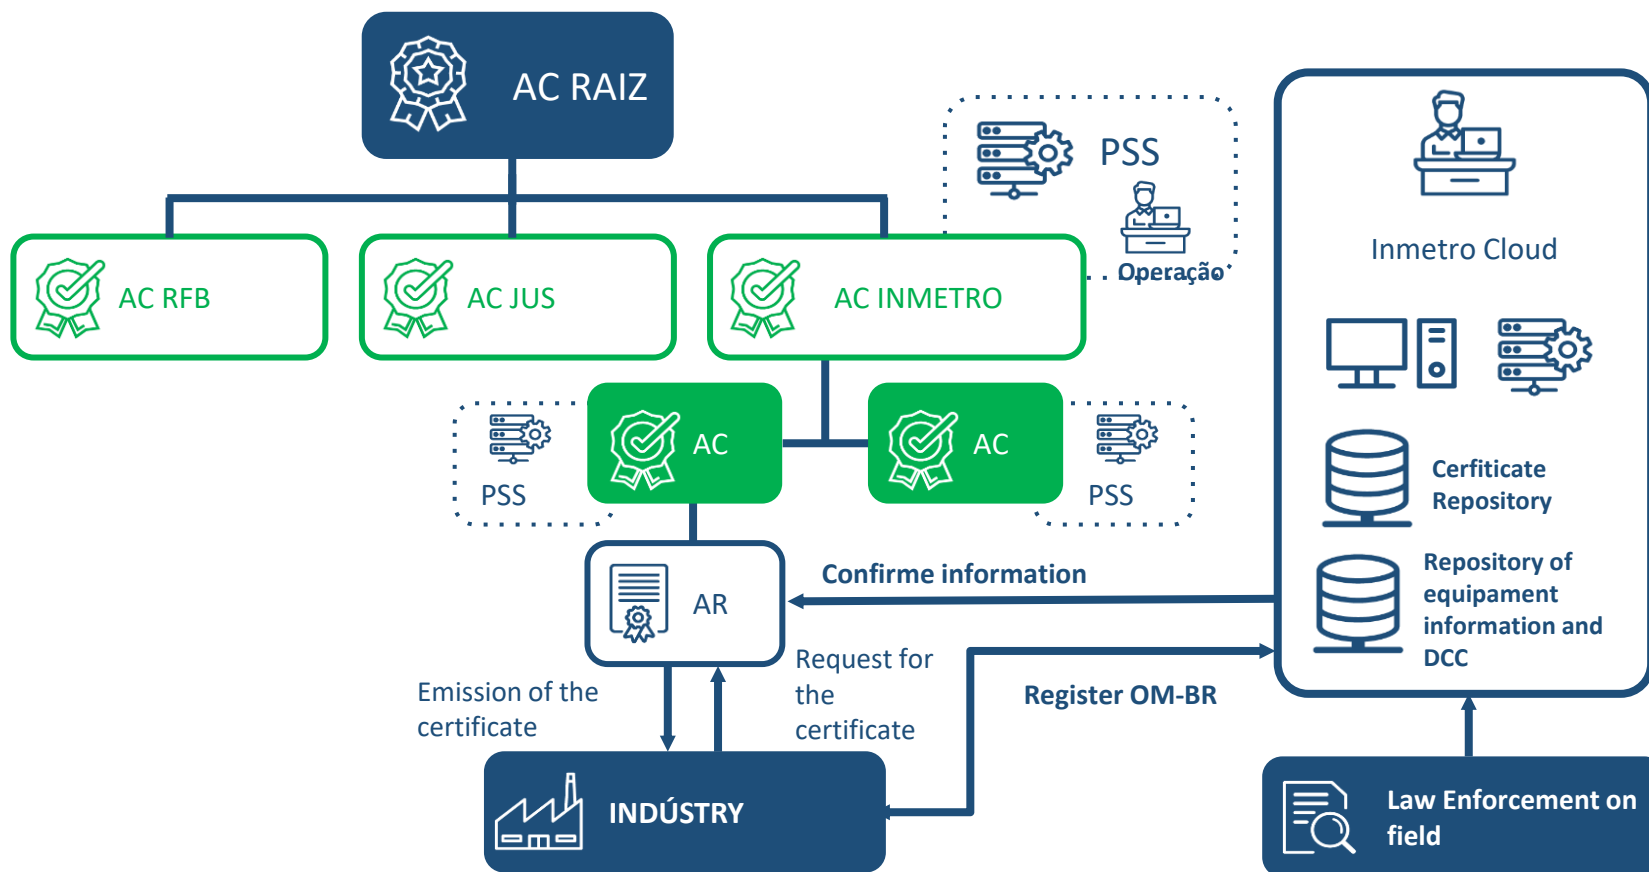 AC RAIZ
PSS
Operação
Inmetro Cloud
AC RFB
AC JUS
AC INMETRO
PSS
AC
AC
PSS
Cerfiticate
Repository
Repository of
equipament
information and
DCC
Confirme information
AR
Request for
the
certificate
Emission of the
certificate
Register OM-BR
INDÚSTRY
Law Enforcement on
field